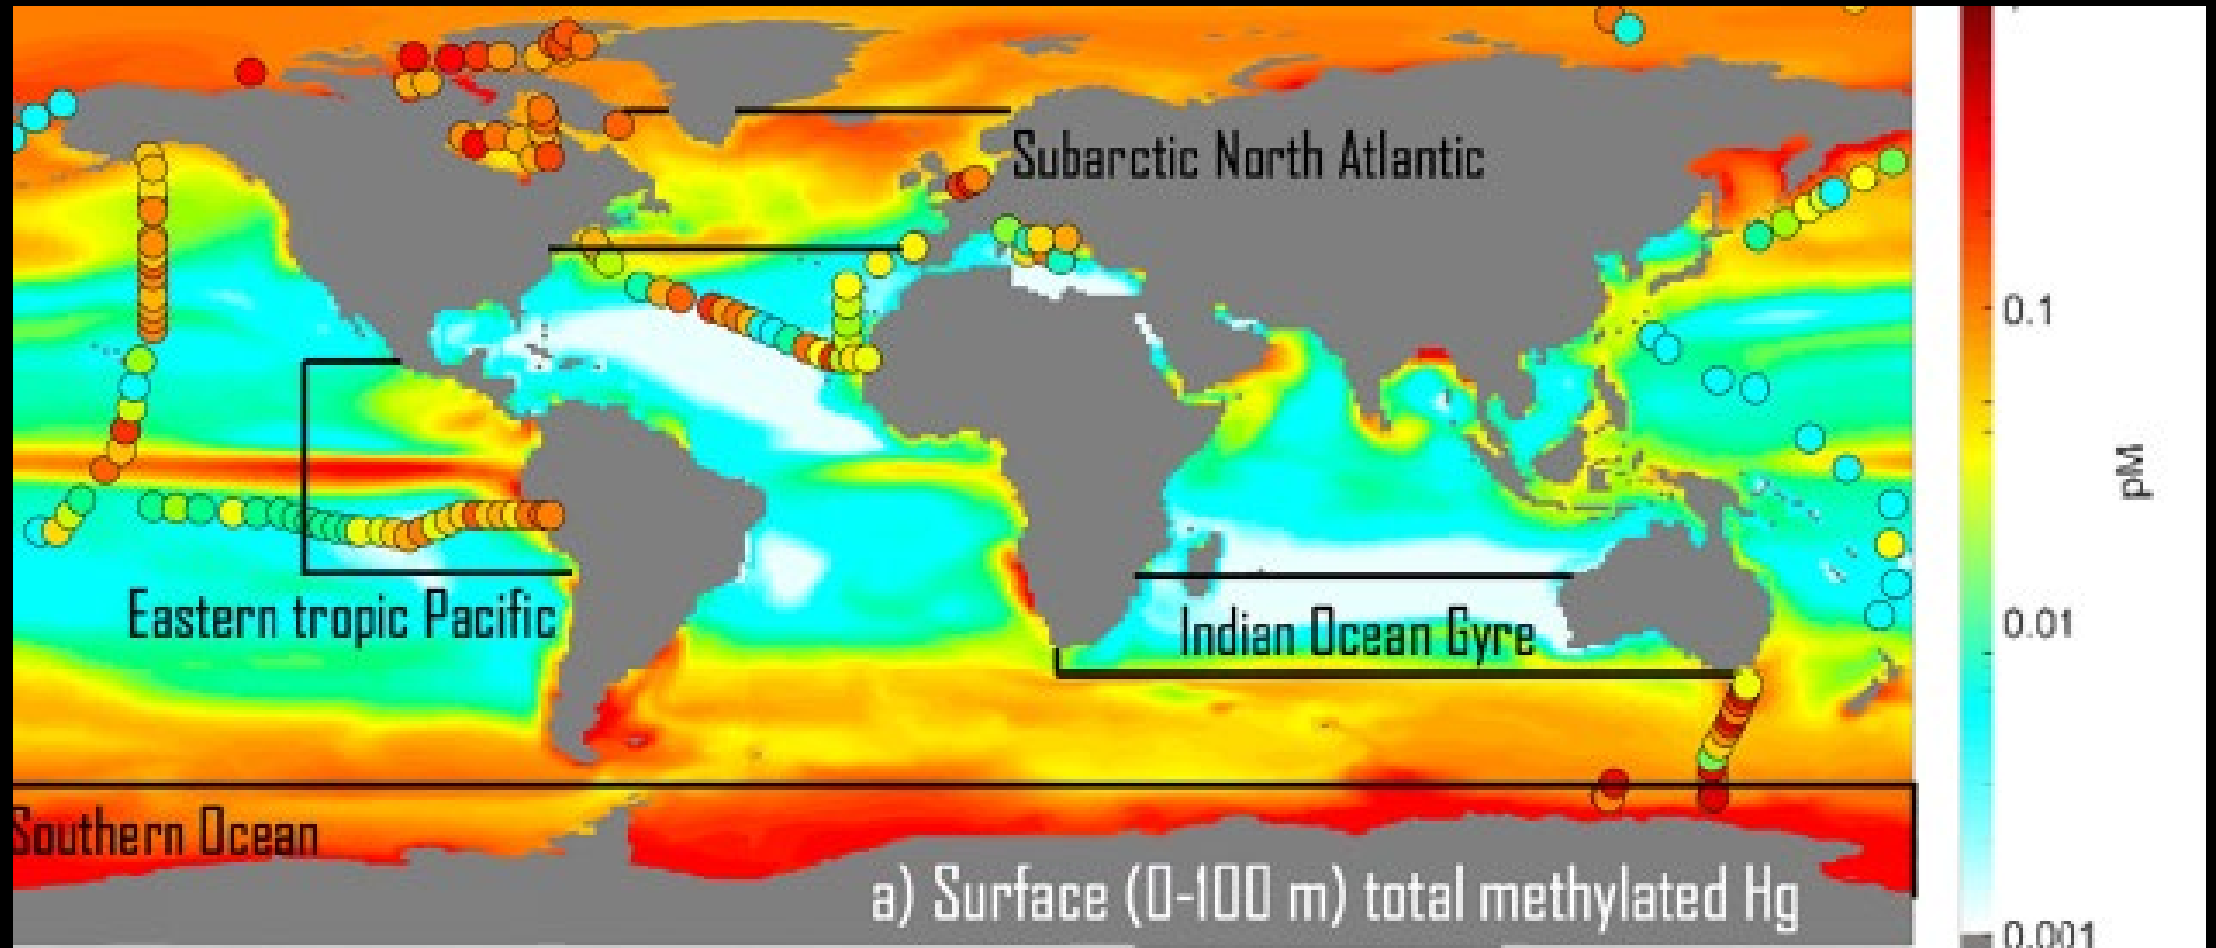 Subarctic North Atlantic
0.1
pM
Eastern tropic Pacific
Indian Ocean Gyre
0.01
Southern Ocean
a) Surface (0-100 m) total methylated Hg
0.001